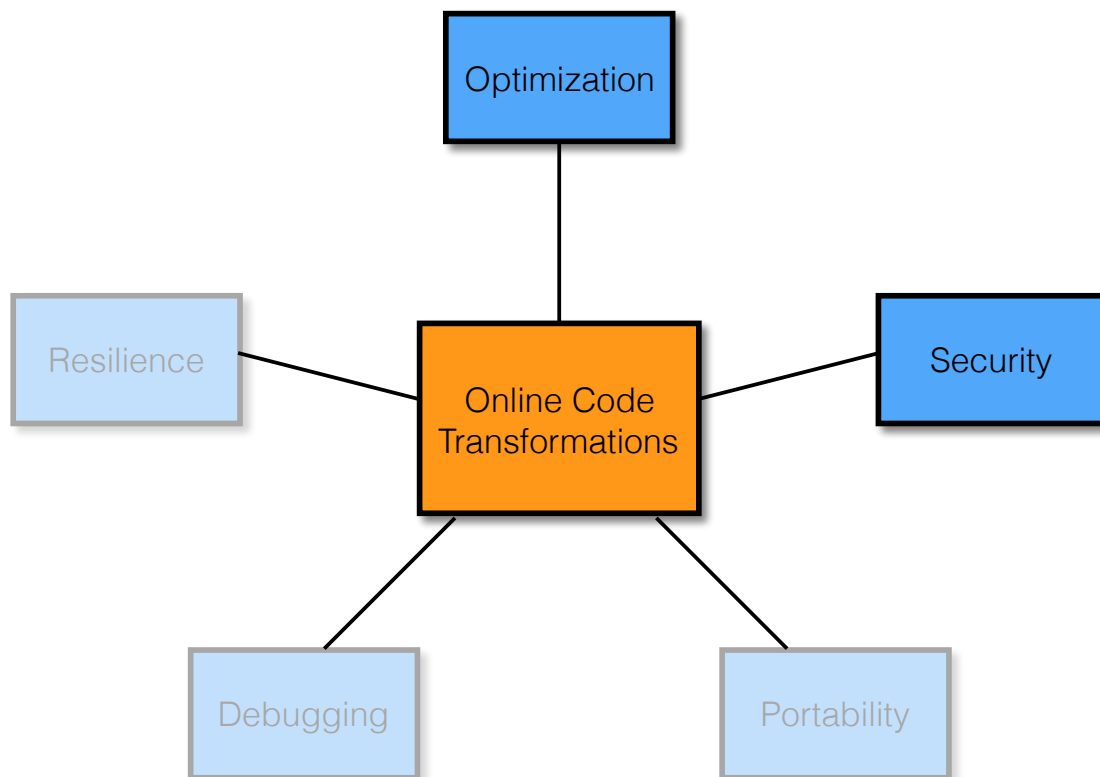 Optimization
Resilience
Security
Online Code
Transformations
Debugging
Portability